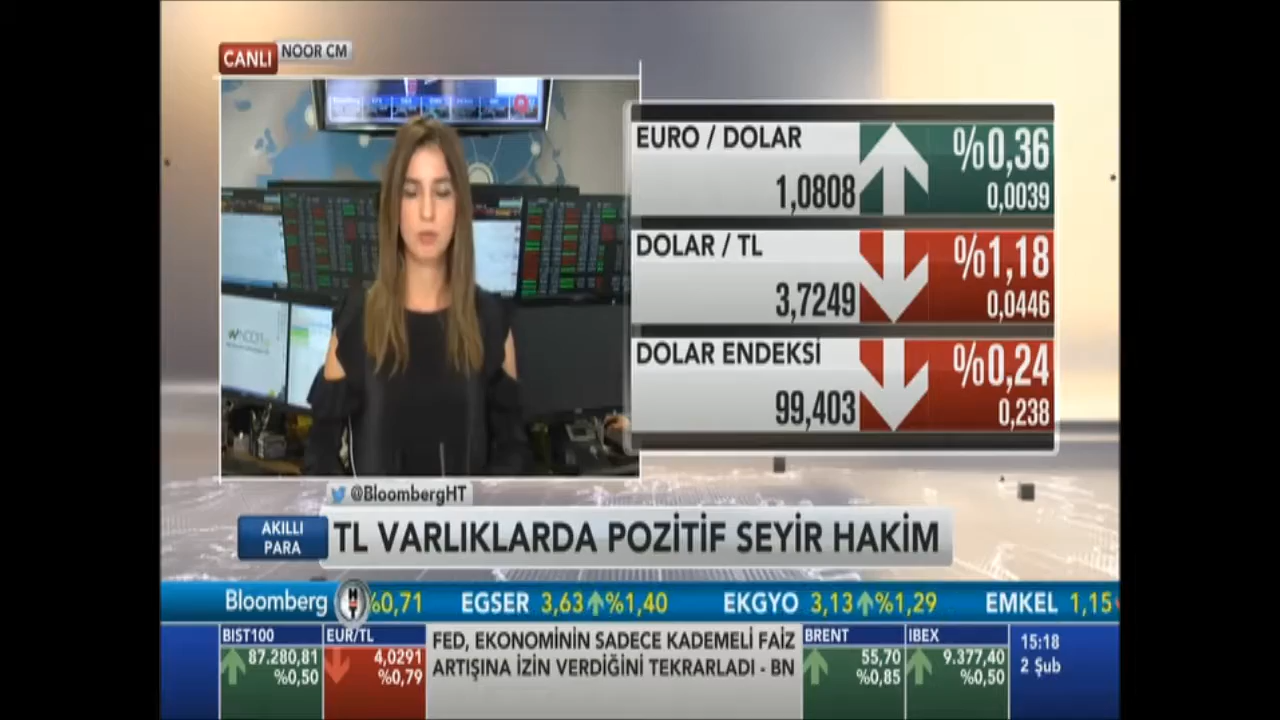 CANLI NOOR CM
EURO / DOLAR
1,0808
%0,36
0,0039
DOLAR / TL
3,7249
%1,18
0,0446
DOLAR ENDEKSİ
99,403
%0,24
0,238
@BloombergHT
AKILLI
PARA
TL VARLIKLARDA POZİTİF SEYİR HAKİM
Bloomberg HT %0,71 EGSER 3,63 %1,40 EKGYO 3,13 %1,29 EMKEL 1,15
BIST100
87.280,81
%0,50
EUR/TL
4,0291
%0,79
FED, EKONOMİNİN SADECE KADEMELİ FAİZ
ARTIŞINA İZİN VERDİĞİNİ TEKRARLADI - BN
BRENT
55,70
%0,85
IBEX
9.377,40
%0,50
15:18
2 Şub